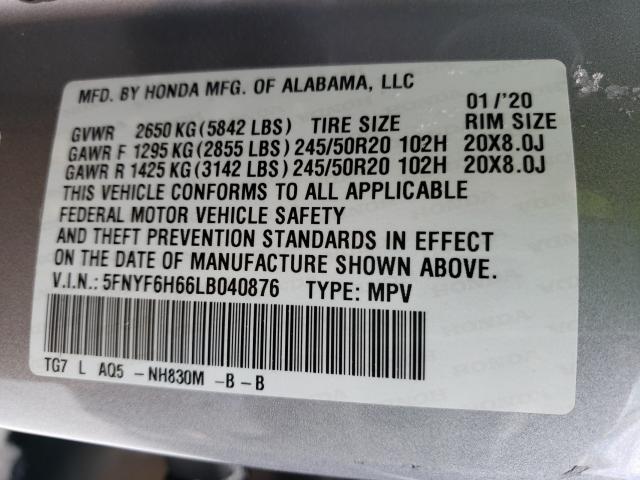 MFD. BY HONDA MFG. OF ALABAMA, LLC
01/'20
GVWR 2650 KG (5842 LBS) TIRE SIZE RIM SIZE
GAWR F 1295 KG (2855 LBS) 245/50R20 102H 20X8.0J
GAWR R 1425 KG (3142 LBS) 245/50R20 102H 20X8.0J
THIS VEHICLE CONFORMS TO ALL APPLICABLE
FEDERAL MOTOR VEHICLE SAFETY
AND THEFT PREVENTION STANDARDS IN EFFECT
ON THE DATE OF MANUFACTURE SHOWN ABOVE.
V.I.N.: 5FNYF6H66LB040876 TYPE: MPV
TG7 L AQ5 -NH830M -B-B